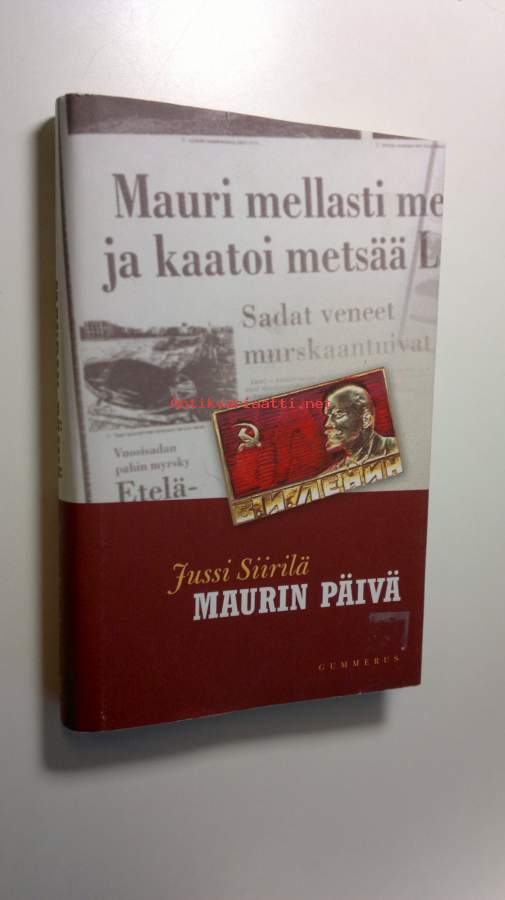 Mauri mellasti me
ja kaatoi metsää L
Sadat veneet
murskaantuivat
Vuosisadan
pahin myrsky
Etelä-
Antikvariaatti.net
В·И·ЛЕНИН
Jussi Siirilä
MAURIN PÄIVÄ
GUMMERUS